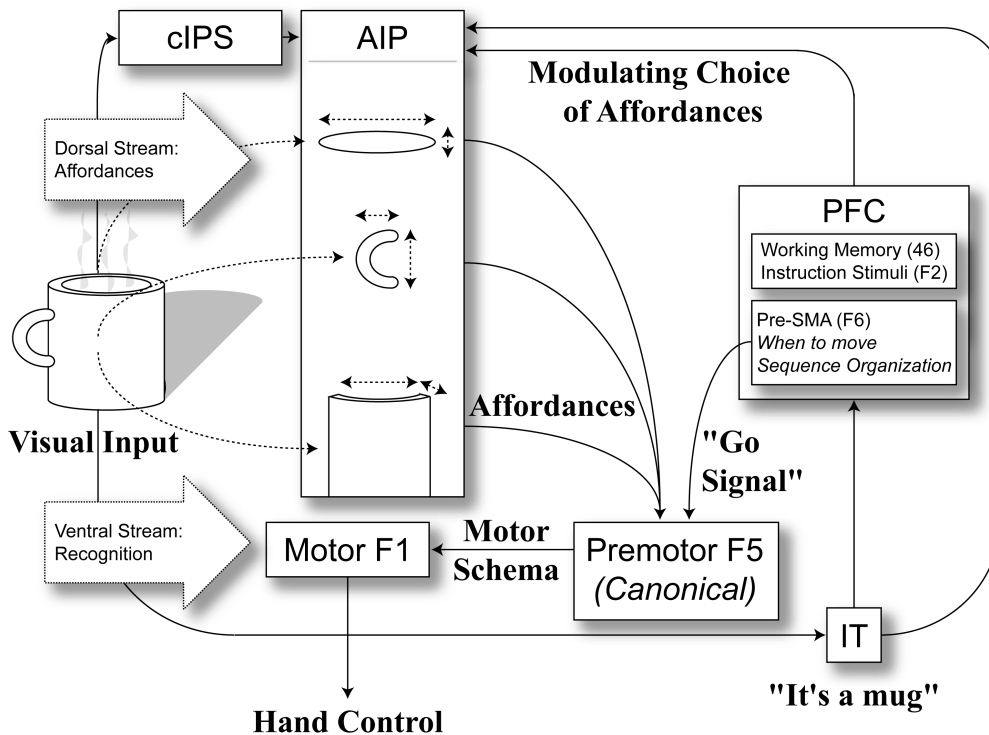 cIPS
AIP
Modulating Choice
of Affordances
Dorsal Stream:
Affordances
PFC
Working Memory (46)
Instruction Stimuli (F2)
Pre-SMA (F6)
When to move
Sequence Organization
Affordances
Visual Input
"Go
Signal"
Ventral Stream:
Recognition
Motor F1
Motor
Schema
Premotor F5
(Canonical)
IT
"It's a mug"
Hand Control